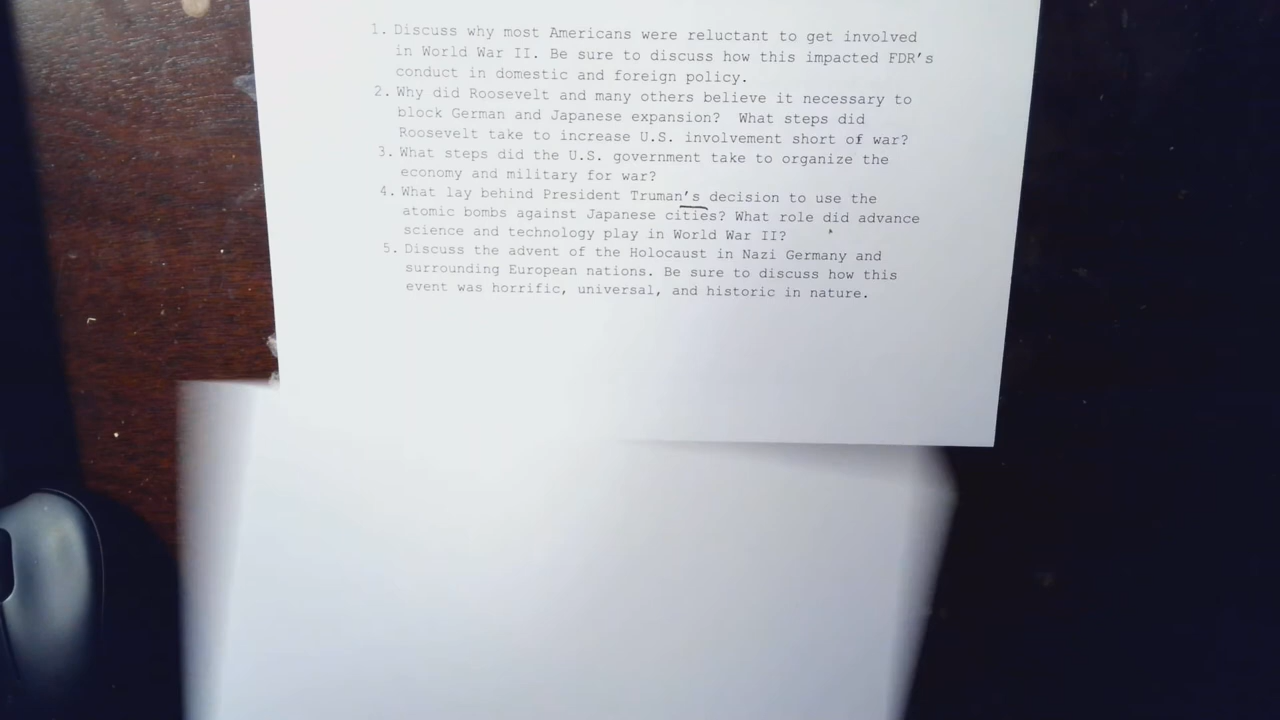 1. Discuss why most Americans were reluctant to get involved
in World War II. Be sure to discuss how this impacted FDR's
conduct in domestic and foreign policy.
2. Why did Roosevelt and many others believe it necessary to
block German and Japanese expansion? What steps did
Roosevelt take to increase U.S. involvement short of war?
3. What steps did the U.S. government take to organize the
economy and military for war?
4. What lay behind President Truman's decision to use the
atomic bombs against Japanese cities? What role did advance
science and technology play in World War II?
5. Discuss the advent of the Holocaust in Nazi Germany and
surrounding European nations. Be sure to discuss how this
event was horrific, universal, and historic in nature.